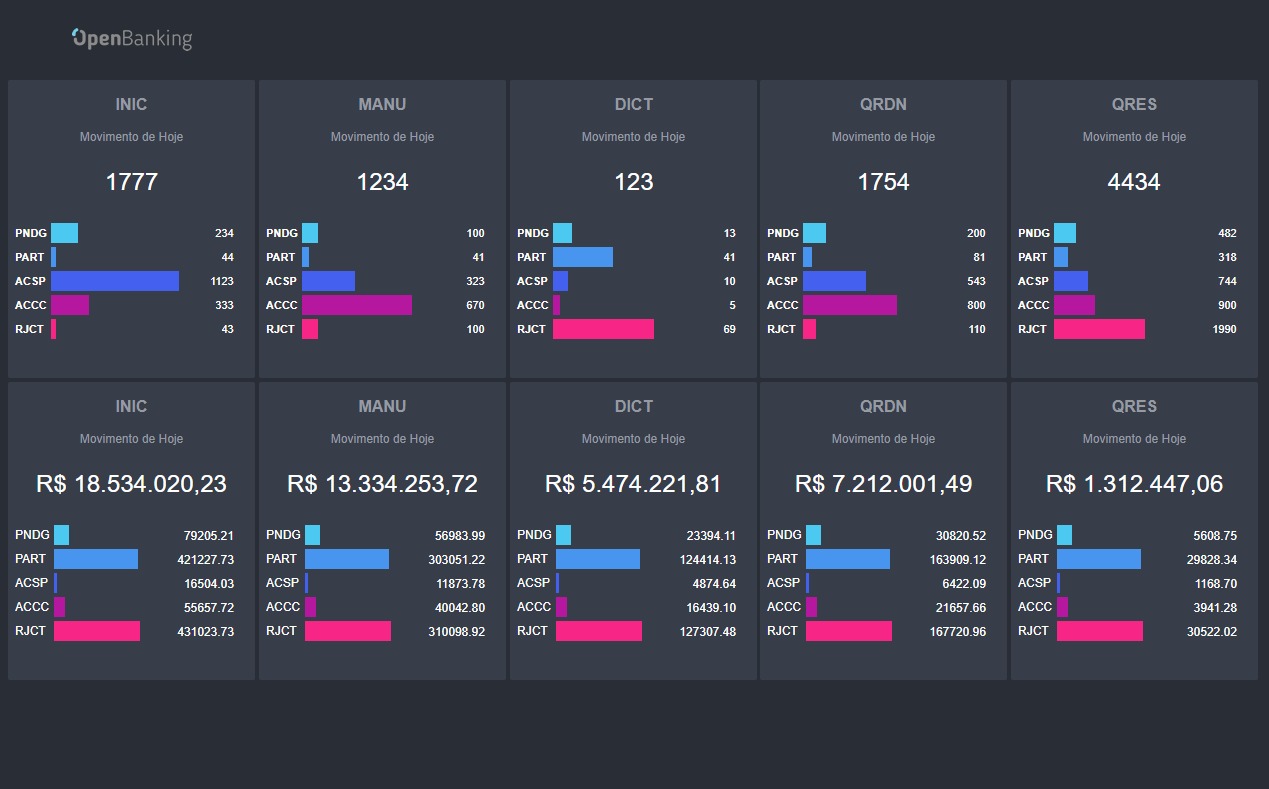 OpenBanking
INIC
Movimento de Hoje
1777
PNDG 234
PART 44
ACSP 1123
ACCC 333
RJCT 43
MANU
Movimento de Hoje
1234
PNDG 100
PART 41
ACSP 323
ACCC 670
RJCT 100
DICT
Movimento de Hoje
123
PNDG 13
PART 41
ACSP 10
ACCC 5
RJCT 69
QRDN
Movimento de Hoje
1754
PNDG 200
PART 81
ACSP 543
ACCC 800
RJCT 110
QRES
Movimento de Hoje
4434
PNDG 482
PART 318
ACSP 744
ACCC 900
RJCT 1990
INIC
Movimento de Hoje
R$ 18.534.020,23
PNDG 79205.21
PART 421227.73
ACSP 16504.03
ACCC 55657.72
RJCT 431023.73
MANU
Movimento de Hoje
R$ 13.334.253,72
PNDG 56983.99
PART 303051.22
ACSP 11873.78
ACCC 40042.80
RJCT 310098.92
DICT
Movimento de Hoje
R$ 5.474.221,81
PNDG 23394.11
PART 124414.13
ACSP 4874.64
ACCC 16439.10
RJCT 127307.48
QRDN
Movimento de Hoje
R$ 7.212.001,49
PNDG 30820.52
PART 163909.12
ACSP 6422.09
ACCC 21657.66
RJCT 167720.96
QRES
Movimento de Hoje
R$ 1.312.447,06
PNDG 5608.75
PART 29828.34
ACSP 1168.70
ACCC 3941.28
RJCT 30522.02